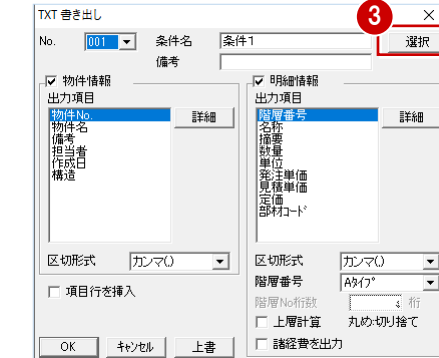 TXT 書き出し
3
No. 001 条件名 条件1 選択
備考
物件情報
出力項目
物件No.
物件名
備考
担当者
作成日
構造
詳細
区切形式 カンマ(,)
項目行を挿入
OK キャンセル 上書
明細情報
出力項目
階層番号
名称
摘要
数量
単位
発注単価
見積単価
定価
部材コード
詳細
区切形式 カンマ(,)
階層番号 Aタイプ
階層No桁数 桁
上層計算 丸め:切り捨て
諸経費を出力